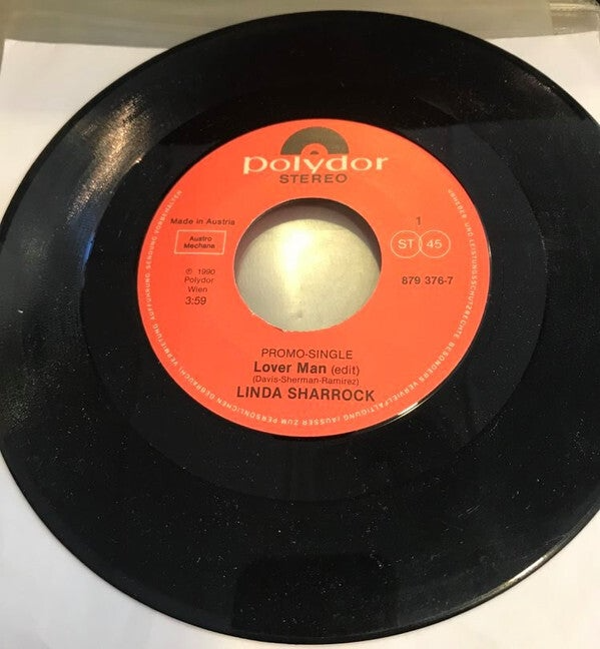 polydor
STEREO
Made in Austria
Austro
Mechana
℗ 1990
Polydor
Wien
3:59
1
ST 45
879 376-7
PROMO-SINGLE
Lover Man (edit)
(Davis-Sherman-Ramirez)
LINDA SHARROCK